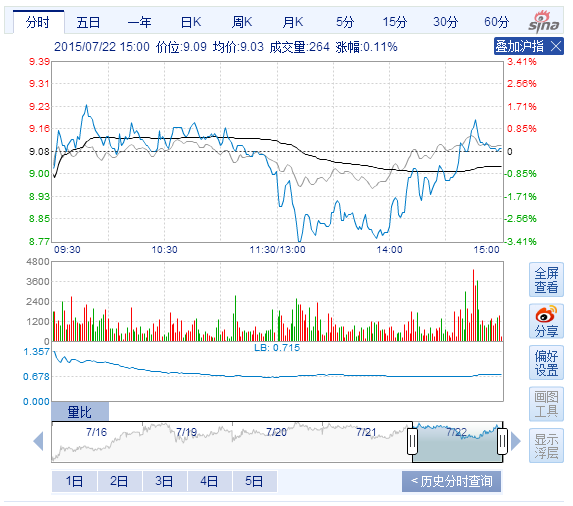 分时 五日 一年 日K 周K 月K 5分 15分 30分 60分 sina
2015/07/22 15:00 价位:9.09 均价:9.03 成交量:264 涨幅:0.11% 叠加沪指
9.39 3.41%
9.31 2.56%
9.23 1.71%
9.16 0.85%
9.08 0
9.00 -0.85%
8.93 -1.71%
8.85 -2.56%
8.77 -3.41%
09:30 10:30 11:30/13:00 14:00 15:00
4800
3600
2400
1200
0
全屏
查看
分享
LB: 0.715
1.357
0.678
0.000
偏好
设置
画图
工具
量比
7/16 7/19 7/20 7/21 7/22
显示
浮层
1日 2日 3日 4日 5日 <历史分时查询